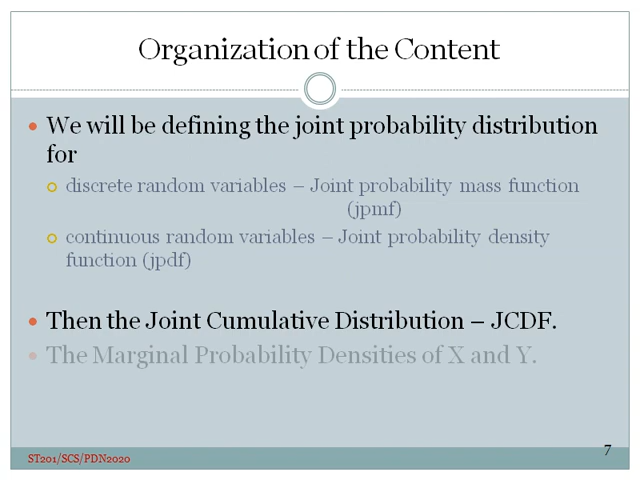 Organization of the Content
We will be defining the joint probability distribution
for
discrete random variables – Joint probability mass function
(jpmf)
continuous random variables – Joint probability density
function (jpdf)
Then the Joint Cumulative Distribution – JCDF.
The Marginal Probability Densities of X and Y.
7
ST201/SCS/PDN2020